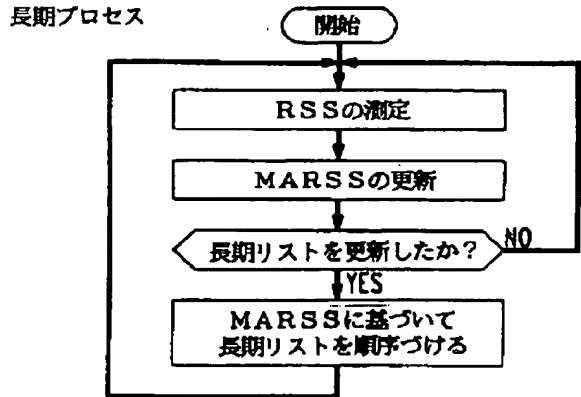 長期プロセス
開始
RSSの測定
MARSSの更新
長期リストを更新したか？
NO
YES
MARSSに基づいて
長期リストを順序づける